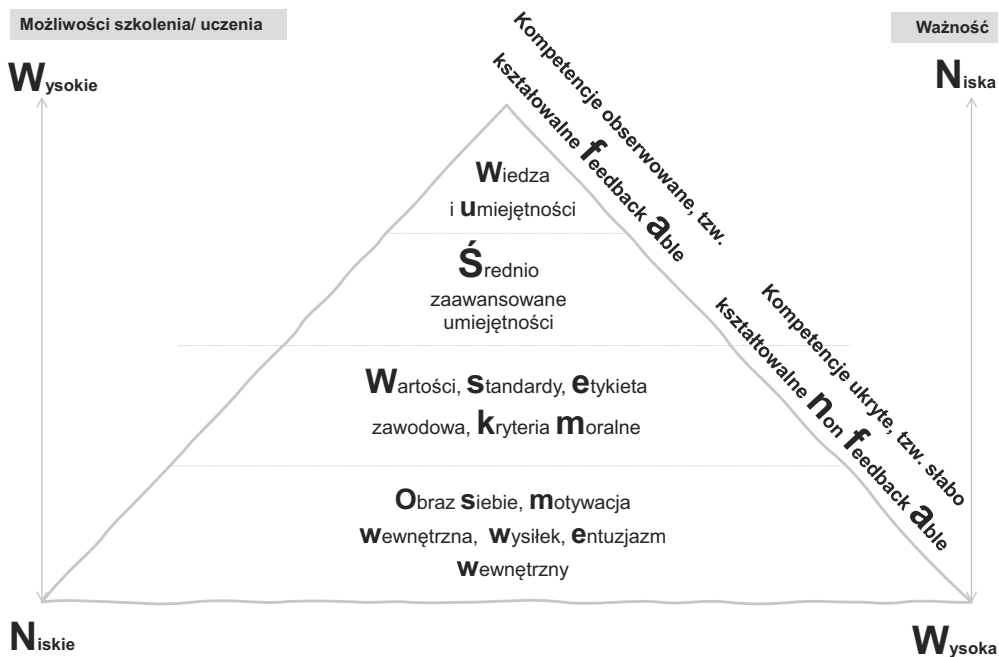 Możliwości szkolenia/ uczenia
Ważność
Wysokie
Niska
Kompetencje obserwowane, tzw.
kształowalne feedback able
Wiedza
i umiejętności
Średnio
zaawansowane
umiejętności
Kompetencje ukryte, tzw. słabo
kształtowalne non feedback able
Wartości, standardy, etykieta
zawodowa, kryteria moralne
Obraz siebie, motywacja
wewnętrzna, wysiłek, entuzjazm
wewnętrzny
Niskie
Wysoka